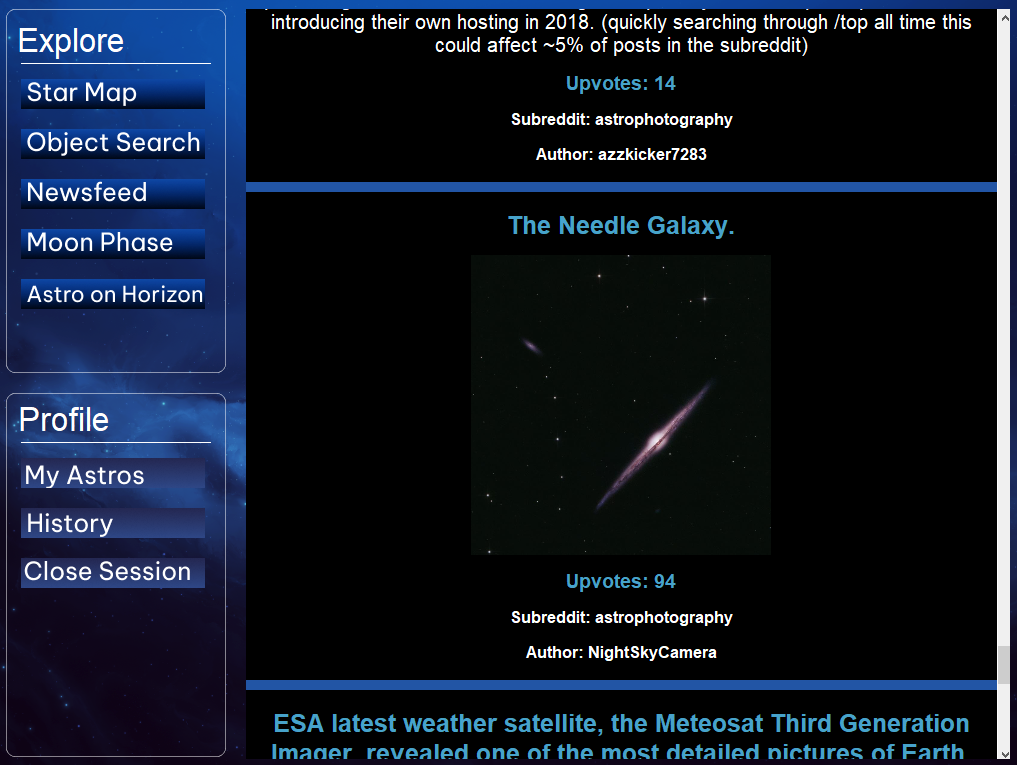 Explore
Star Map
Object Search
Newsfeed
Moon Phase
Astro on Horizon
Profile
My Astros
History
Close Session
introducing their own hosting in 2018. (quickly searching through /top all time this
could affect ~5% of posts in the subreddit)
Upvotes: 14
Subreddit: astrophotography
Author: azzkicker7283
The Needle Galaxy.
Upvotes: 94
Subreddit: astrophotography
Author: NightSkyCamera
ESA latest weather satellite, the Meteosat Third Generation
Imager, revealed one of the most detailed pictures of Earth